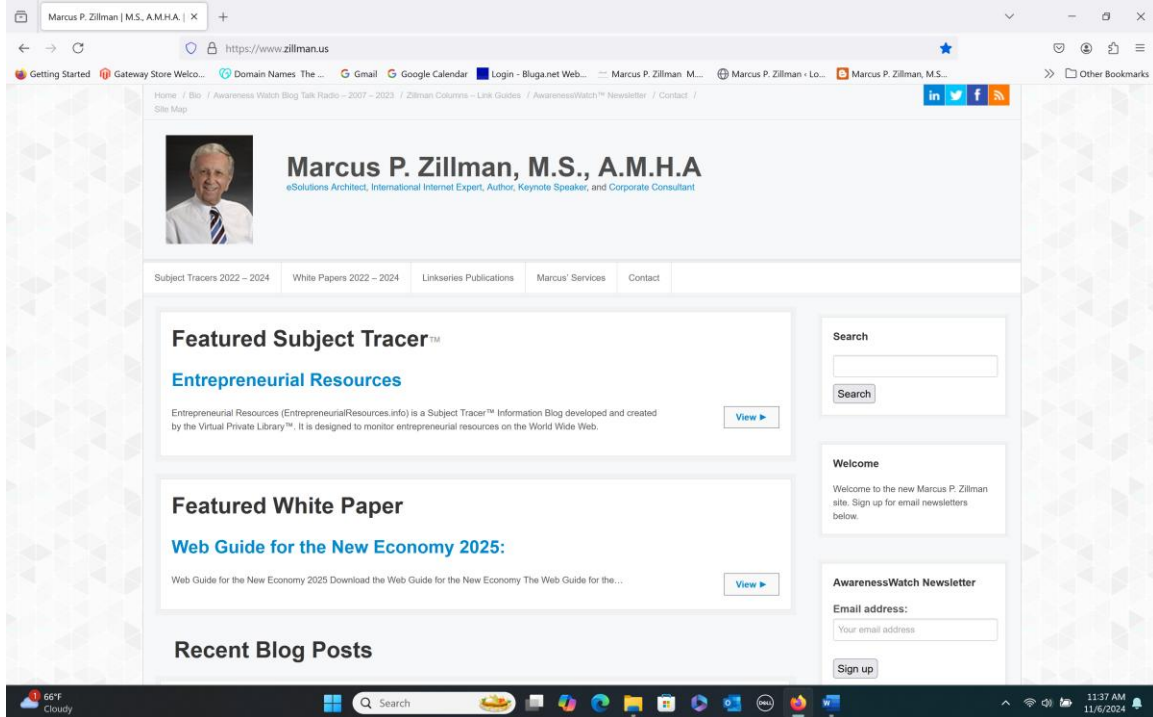 Marcus P. Zillman | M.S., A.M.H.A. |
https://www.zillman.us
Getting Started Gateway Store Welco... Domain Names The ... Gmail Google Calendar Login - Bluga.net Web... Marcus P. Zillman M.... Marcus P. Zillman ‹ Lo... Marcus P. Zillman, M.S... Other Bookmarks
Home / Bio / Awareness Watch Blog Talk Radio – 2007 – 2023 / Zillman Columns – Link Guides / AwarenessWatch™ Newsletter / Contact /
Site Map
Marcus P. Zillman, M.S., A.M.H.A
eSolutions Architect, International Internet Expert, Author, Keynote Speaker, and Corporate Consultant
Subject Tracers 2022 – 2024 White Papers 2022 – 2024 Linkseries Publications Marcus' Services Contact
Featured Subject Tracer™
Entrepreneurial Resources
Entrepreneurial Resources (EntrepreneurialResources.info) is a Subject Tracer™ Information Blog developed and created
by the Virtual Private Library™. It is designed to monitor entrepreneurial resources on the World Wide Web.
View ►
Featured White Paper
Web Guide for the New Economy 2025:
Web Guide for the New Economy 2025 Download the Web Guide for the New Economy The Web Guide for the…
View ►
Recent Blog Posts
Search
Search
Welcome
Welcome to the new Marcus P. Zillman
site. Sign up for email newsletters
below.
AwarenessWatch Newsletter
Email address:
Your email address
Sign up
1
66°F
Cloudy
Search
DELL
11:37 AM
11/6/2024